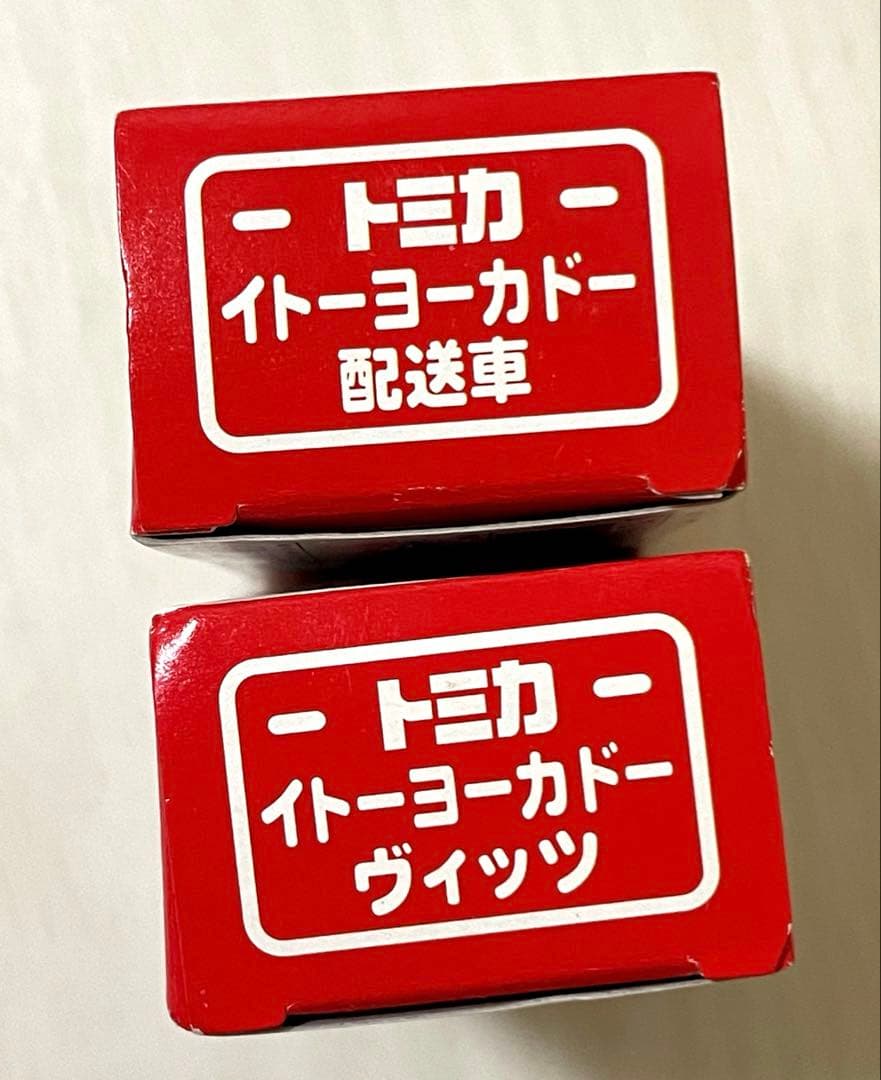 - トミカ -
イトーヨーカドー
配送車
- トミカ -
イトーヨーカドー
ヴィッツ